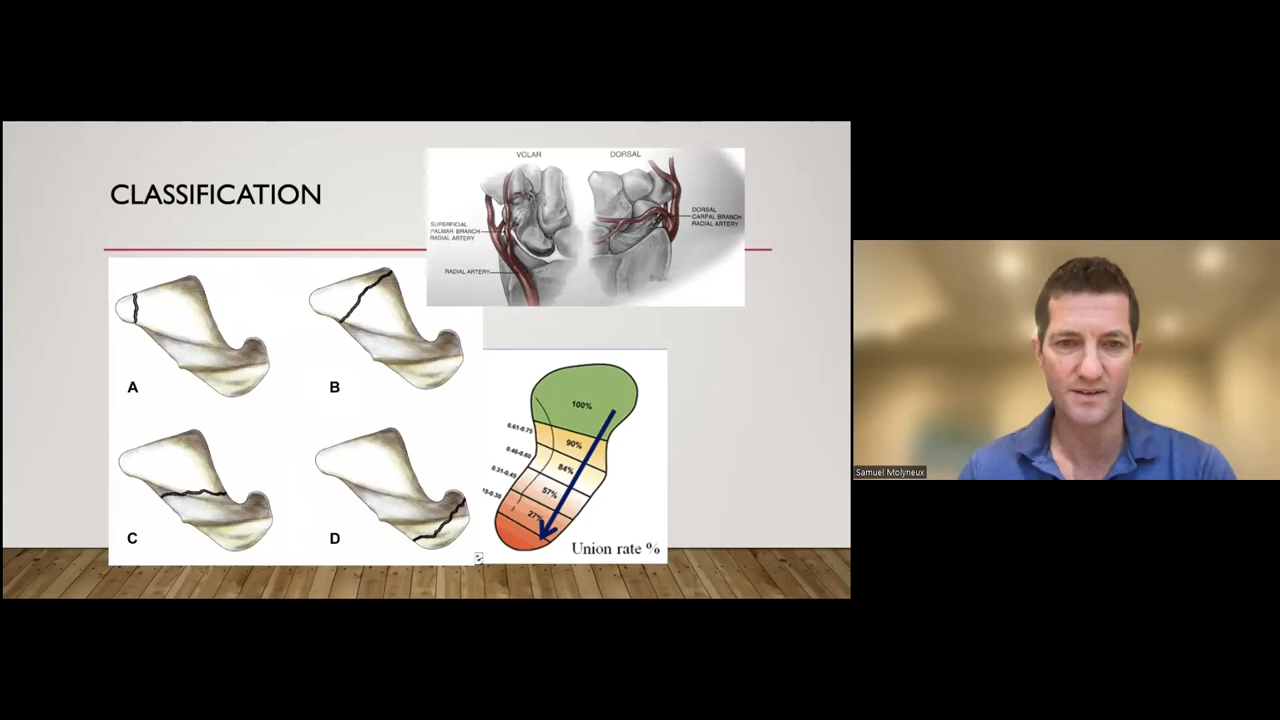 CLASSIFICATION
VOLAR
DORSAL
SUPERFICIAL
PALMAR BRANCH
RADIAL ARTERY
RADIAL ARTERY
DORSAL
CARPAL BRANCH
RADIAL ARTERY
A
B
C
D
100%
0.61-0.75
90%
0.46-0.60
84%
0.31-0.45
57%
15-0.30
27%
Union rate %
Samuel Molyneux